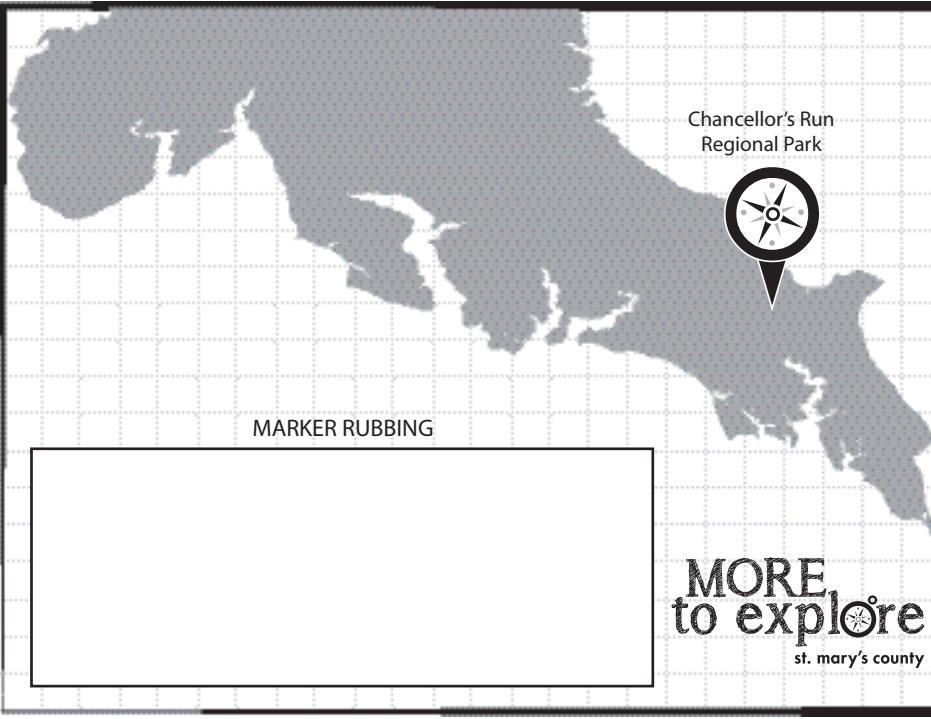 Chancellor's Run
Regional Park
MARKER RUBBING
MORE
to explore
st. mary's county